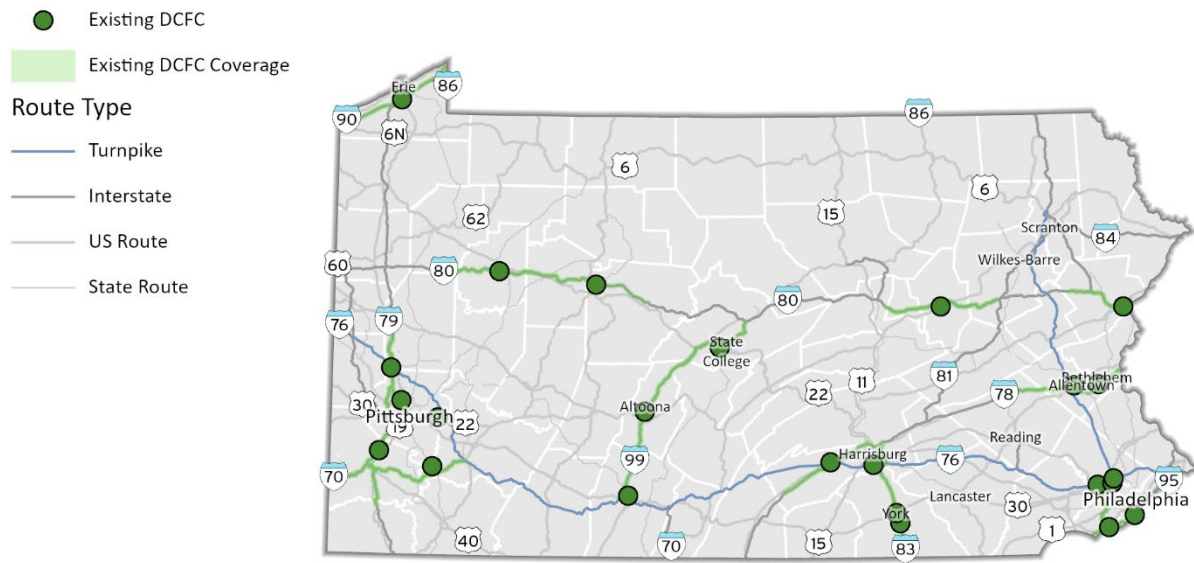 Existing DCFC
Existing DCFC Coverage
Route Type
Turnpike
Interstate
US Route
State Route
Erie
86
90
86
6N
6
6
62
15
Scranton
84
60
80
Wilkes-Barre
80
76
79
State
College
Bethlehem
81
Allentown
22
11
78
30
Altoona
Pittsburgh
19
22
Reading
Harrisburg
76
99
70
95
Lancaster
Philadelphia
30
York
1
40
70
15
83